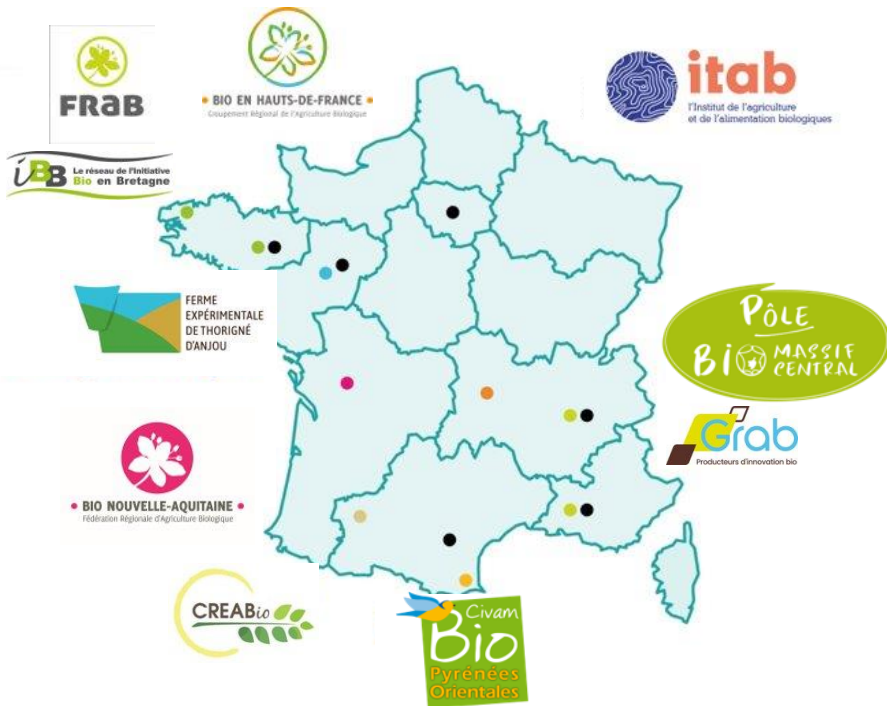 FRaB
• BIO EN HAUTS-DE-FRANCE •
Groupement Régional de l'Agriculture Biologique
itab
l'Institut de l'agriculture
et de l'alimentation biologiques
iBB Le réseau de l'Initiative
Bio en Bretagne
FERME
EXPÉRIMENTALE
DE THORIGNÉ
D'ANJOU
PÔLE
BIO MASSIF
CENTRAL
Grab
Producteurs d'innovation bio
• BIO NOUVELLE-AQUITAINE •
Fédération Régionale d'Agriculture Biologique
CREABio
Civam
Bio
Pyrénées
Orientales